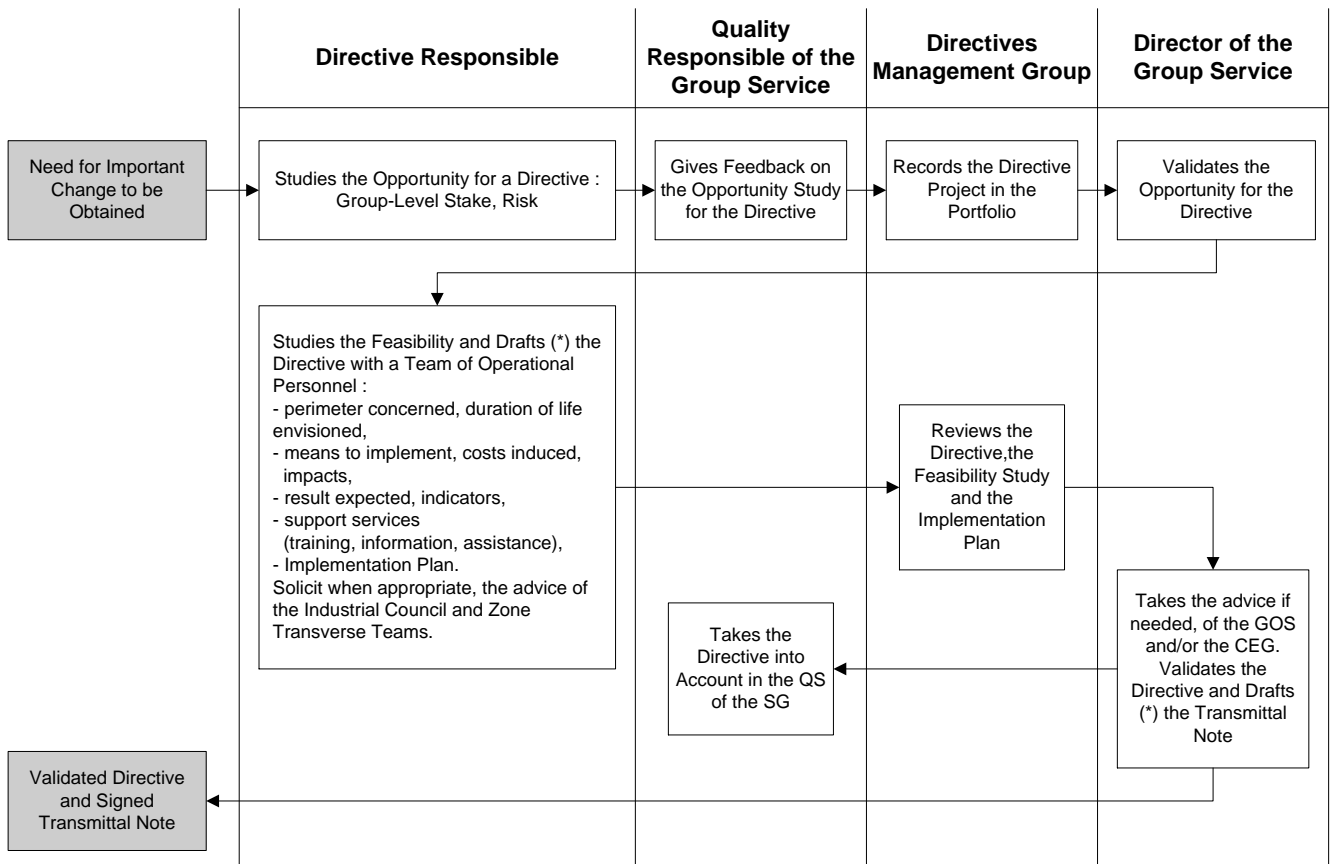 Directive Responsible
Quality
Responsible of the
Group Service
Directives
Management Group
Director of the
Group Service
Need for Important
Change to be
Obtained
Studies the Opportunity for a Directive :
Group-Level Stake, Risk
Gives Feedback on
the Opportunity Study
for the Directive
Records the Directive
Project in the
Portfolio
Validates the
Opportunity for the
Directive
Studies the Feasibility and Drafts (*) the
Directive with a Team of Operational
Personnel :
- perimeter concerned, duration of life
envisioned,
- means to implement, costs induced,
impacts,
- result expected, indicators,
- support services
(training, information, assistance),
- Implementation Plan.
Solicit when appropriate, the advice of
the Industrial Council and Zone
Transverse Teams.
Reviews the
Directive,the
Feasibility Study
and the
Implementation
Plan
Takes the advice if
needed, of the GOS
and/or the CEG.
Validates the
Directive and Drafts
(*) the Transmittal
Note
Takes the
Directive into
Account in the QS
of the SG
Validated Directive
and Signed
Transmittal Note